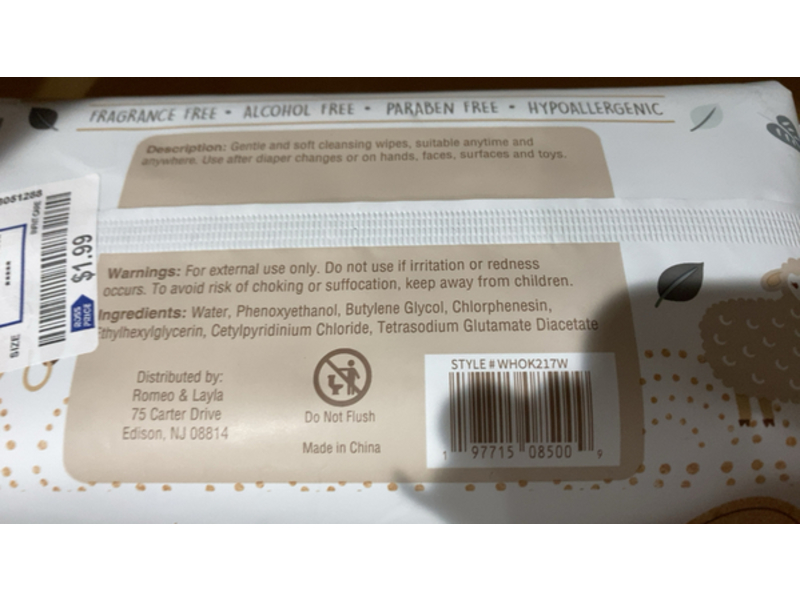 FRAGRANCE FREE • ALCOHOL FREE • PARABEN FREE • HYPOALLERGENIC
Description: Gentle and soft cleansing wipes, suitable anytime and
anywhere. Use after diaper changes or on hands, faces, surfaces and toys.
INFANT CARE
$1.99
ROSS
PRICE
*****
SIZE
Warnings: For external use only. Do not use if irritation or redness
occurs. To avoid risk of choking or suffocation, keep away from children.
Ingredients: Water, Phenoxyethanol, Butylene Glycol, Chlorphenesin,
Ethylhexylglycerin, Cetylpyridinium Chloride, Tetrasodium Glutamate Diacetate
Distributed by:
Romeo & Layla
75 Carter Drive
Edison, NJ 08814
Do Not Flush
Made in China
STYLE # WHOK217W
1 97715 08500 9